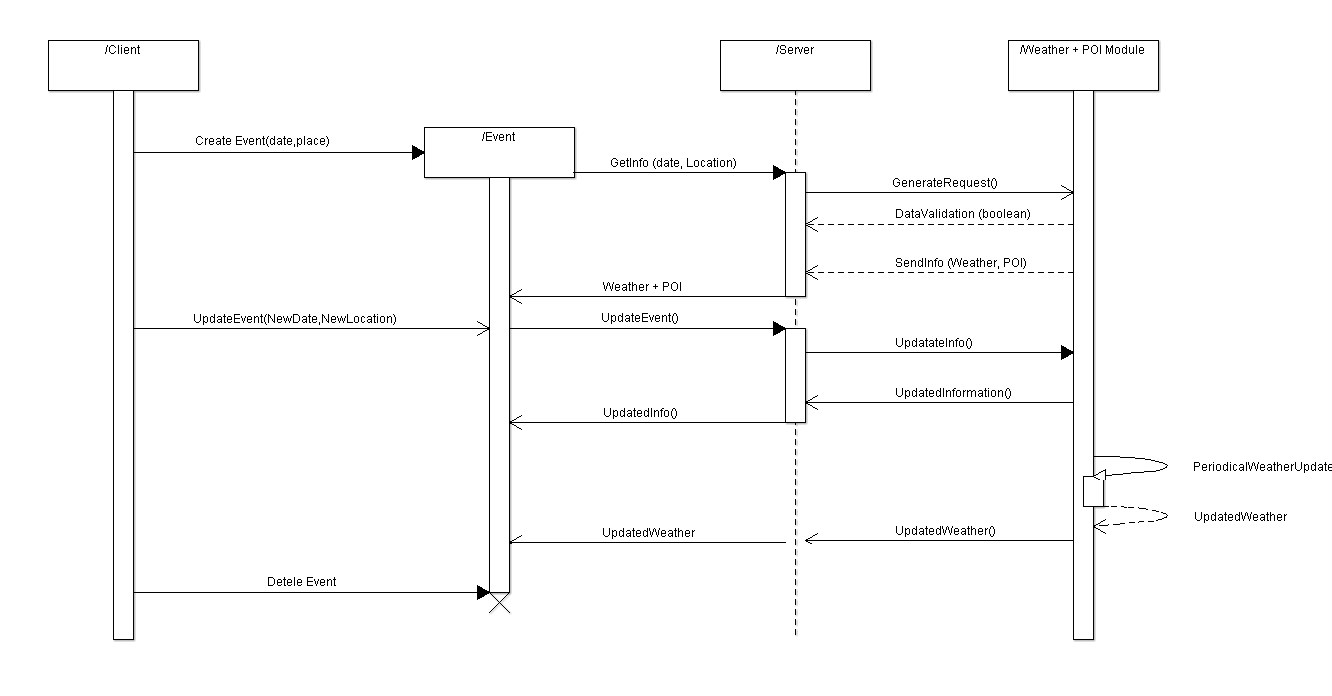 /Client
/Server
/Weather + POI Module
/Event
Create Event(date,place)
GetInfo (date, Location)
GenerateRequest()
DataValidation (boolean)
SendInfo (Weather, POI)
Weather + POI
UpdateEvent(NewDate,NewLocation)
UpdateEvent()
UpdatateInfo()
UpdatedInformation()
UpdatedInfo()
PeriodicalWeatherUpdate
UpdatedWeather
UpdatedWeather()
UpdatedWeather
Detele Event